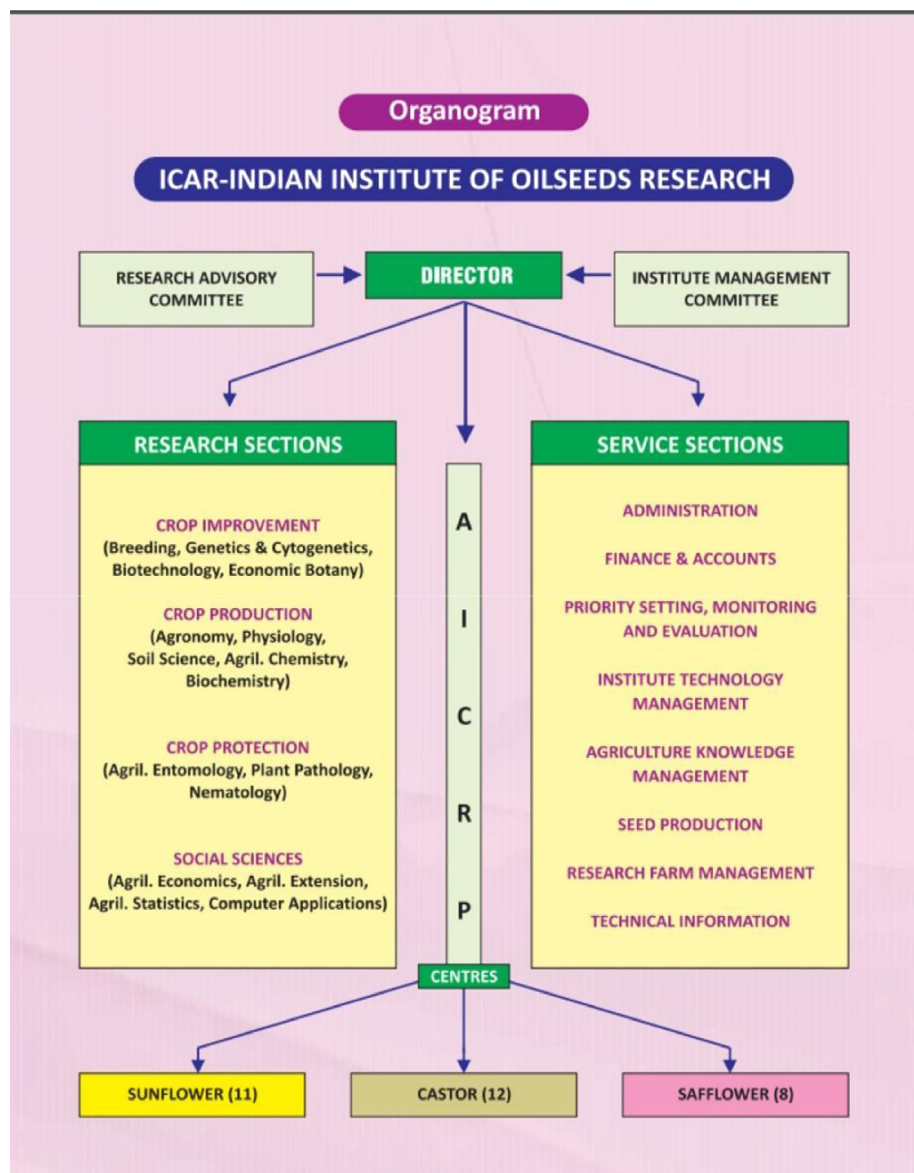 Organogram
ICAR-INDIAN INSTITUTE OF OILSEEDS RESEARCH
RESEARCH ADVISORY
COMMITTEE
DIRECTOR
INSTITUTE MANAGEMENT
COMMITTEE
RESEARCH SECTIONS
CROP IMPROVEMENT
(Breeding, Genetics & Cytogenetics,
Biotechnology, Economic Botany)
CROP PRODUCTION
(Agronomy, Physiology,
Soil Science, Agril. Chemistry,
Biochemistry)
CROP PROTECTION
(Agril. Entomology, Plant Pathology,
Nematology)
SOCIAL SCIENCES
(Agril. Economics, Agril. Extension,
Agril. Statistics, Computer Applications)
A
I
C
R
P
SERVICE SECTIONS
ADMINISTRATION
FINANCE & ACCOUNTS
PRIORITY SETTING, MONITORING
AND EVALUATION
INSTITUTE TECHNOLOGY
MANAGEMENT
AGRICULTURE KNOWLEDGE
MANAGEMENT
SEED PRODUCTION
RESEARCH FARM MANAGEMENT
TECHNICAL INFORMATION
CENTRES
SUNFLOWER (11)
CASTOR (12)
SAFFLOWER (8)